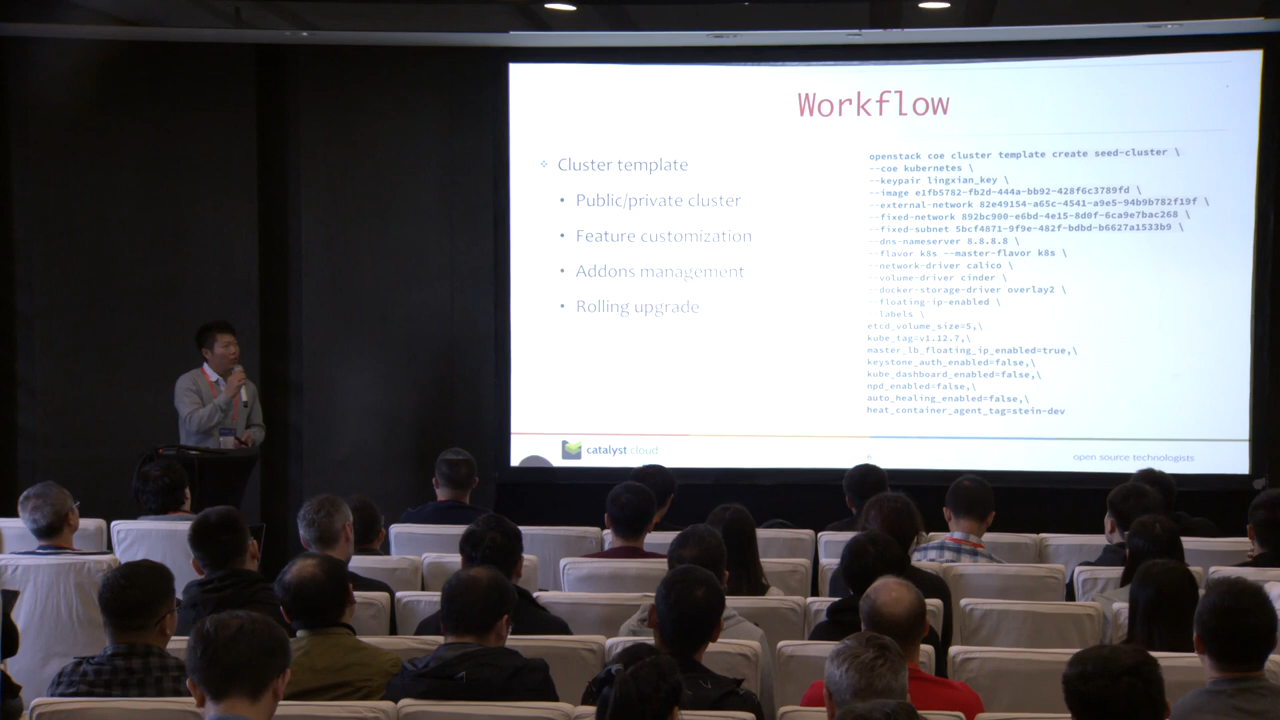 Workflow
Cluster template
• Public/private cluster
• Feature customization
• Addons management
• Rolling upgrade
openstack coe cluster template create seed-cluster \
--coe kubernetes \
--keypair lingxian_key \
--image e1fb5782-fb2d-444a-bb92-428f6c3789fd \
--external-network 82e49154-a65c-4541-a9e5-94b9b782f19f \
--fixed-network 892bc900-e6bd-4e15-8d0f-6ca9e7bac268 \
--fixed-subnet 5bcf4871-9f9e-482f-bdbd-b6627a1533b9 \
--dns-nameserver 8.8.8.8 \
--flavor k8s --master-flavor k8s \
--network-driver calico \
--volume-driver cinder \
--docker-storage-driver overlay2 \
--floating-ip-enabled \
--labels \
etcd_volume_size=5,\
kube_tag=v1.12.7,\
master_lb_floating_ip_enabled=true,\
keystone_auth_enabled=false,\
kube_dashboard_enabled=false,\
npd_enabled=false,\
auto_healing_enabled=false,\
heat_container_agent_tag=stein-dev
catalyst cloud
6
open source technologists